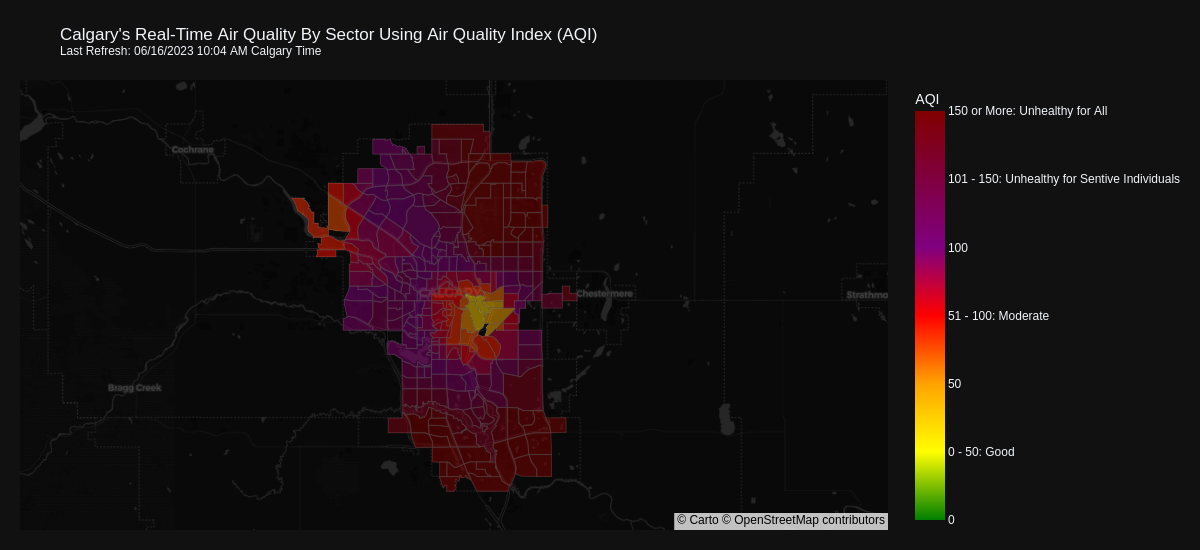 Calgary's Real-Time Air Quality By Sector Using Air Quality Index (AQI)
Last Refresh: 06/16/2023 10:04 AM Calgary Time
AQI
150 or More: Unhealthy for All
Cochrane
101 - 150: Unhealthy for Sentive Individuals
100
CALGARY
Chestermere
Strathmo
51 - 100: Moderate
Bragg Creek
50
0 - 50: Good
0
© Carto © OpenStreetMap contributors